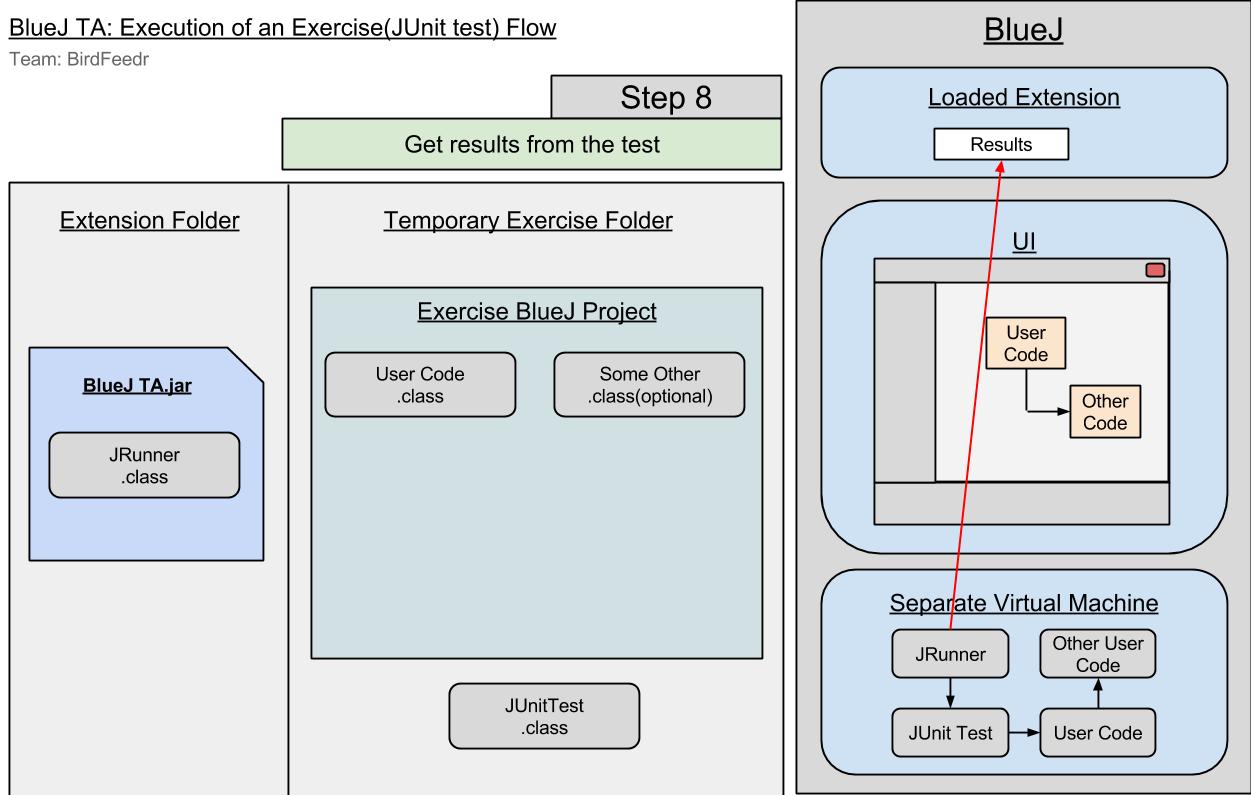 BlueJ TA: Execution of an Exercise(JUnit test) Flow
Team: BirdFeedr
Step 8
Get results from the test
Extension Folder
BlueJ TA.jar
JRunner
.class
Temporary Exercise Folder
Exercise BlueJ Project
User Code
.class
Some Other
.class(optional)
JUnitTest
.class
BlueJ
Loaded Extension
Results
UI
User
Code
Other
Code
Separate Virtual Machine
JRunner
Other User
Code
JUnit Test
User Code